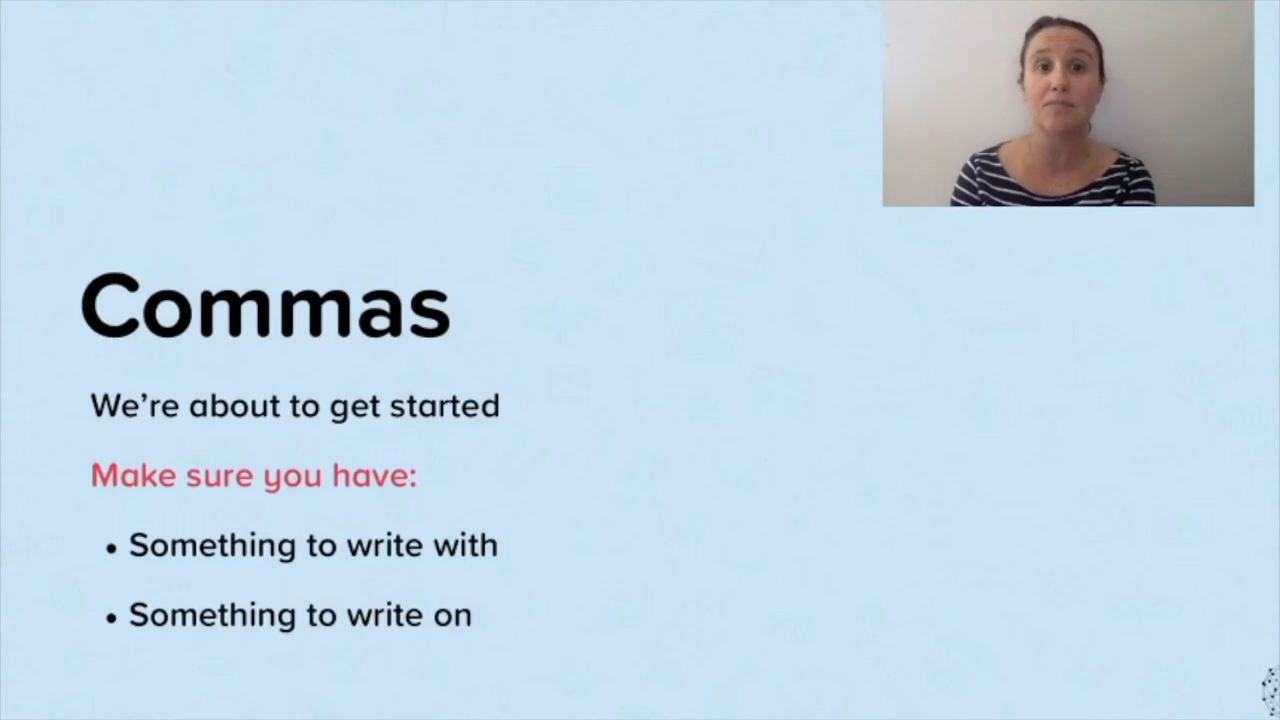 Commas
We’re about to get started
Make sure you have:
• Something to write with
• Something to write on